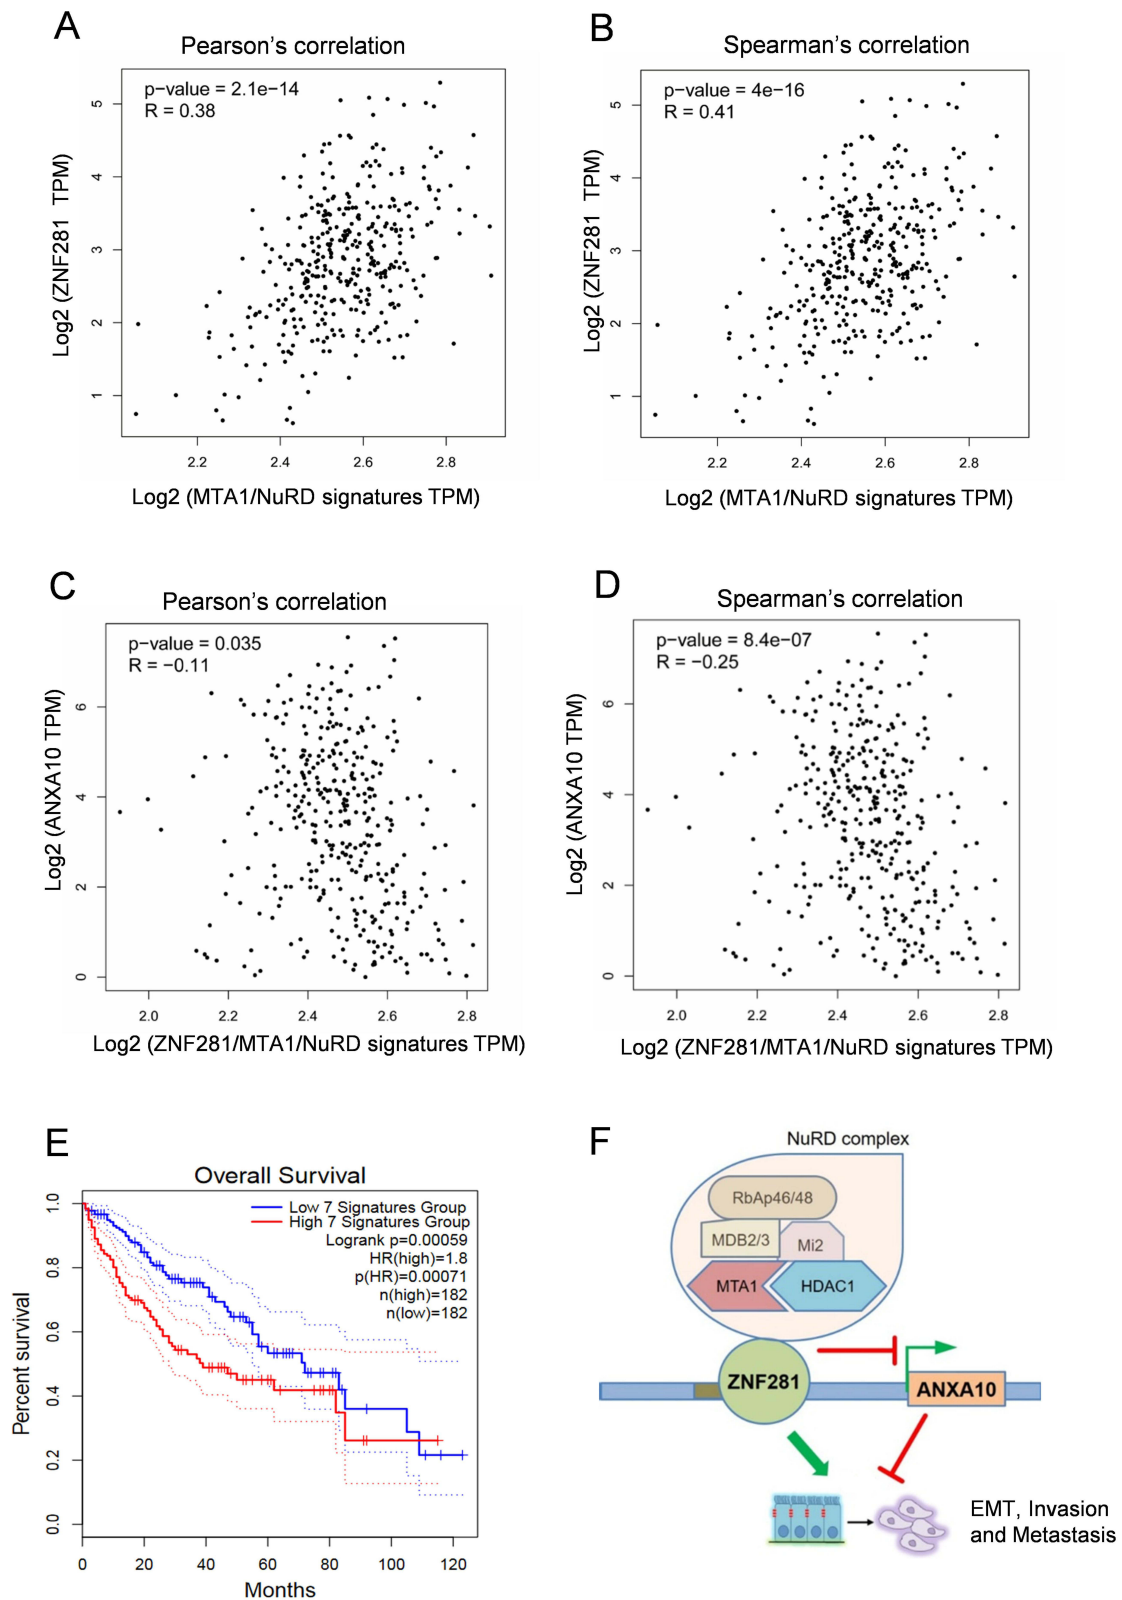 A
Pearson's correlation
p−value = 2.1e−14
R = 0.38
Log2 (ZNF281 TPM)
5
4
3
2
1
2.2 2.4 2.6 2.8
Log2 (MTA1/NuRD signatures TPM)
B
Spearman's correlation
p−value = 4e−16
R = 0.41
Log2 (ZNF281 TPM)
5
4
3
2
1
2.2 2.4 2.6 2.8
Log2 (MTA1/NuRD signatures TPM)
C
Pearson's correlation
p−value = 0.035
R = −0.11
Log2 (ANXA10 TPM)
6
4
2
0
2.0 2.2 2.4 2.6 2.8
Log2 (ZNF281/MTA1/NuRD signatures TPM)
D
Spearman's correlation
p−value = 8.4e−07
R = −0.25
Log2 (ANXA10 TPM)
6
4
2
0
2.0 2.2 2.4 2.6 2.8
Log2 (ZNF281/MTA1/NuRD signatures TPM)
E
Overall Survival
Low 7 Signatures Group
High 7 Signatures Group
Logrank p=0.00059
HR(high)=1.8
p(HR)=0.00071
n(high)=182
n(low)=182
Percent survival
1.0
0.8
0.6
0.4
0.2
0.0
0 20 40 60 80 100 120
Months
F
NuRD complex
RbAp46/48
MDB2/3
Mi2
MTA1
HDAC1
ZNF281
ANXA10
EMT, Invasion
and Metastasis